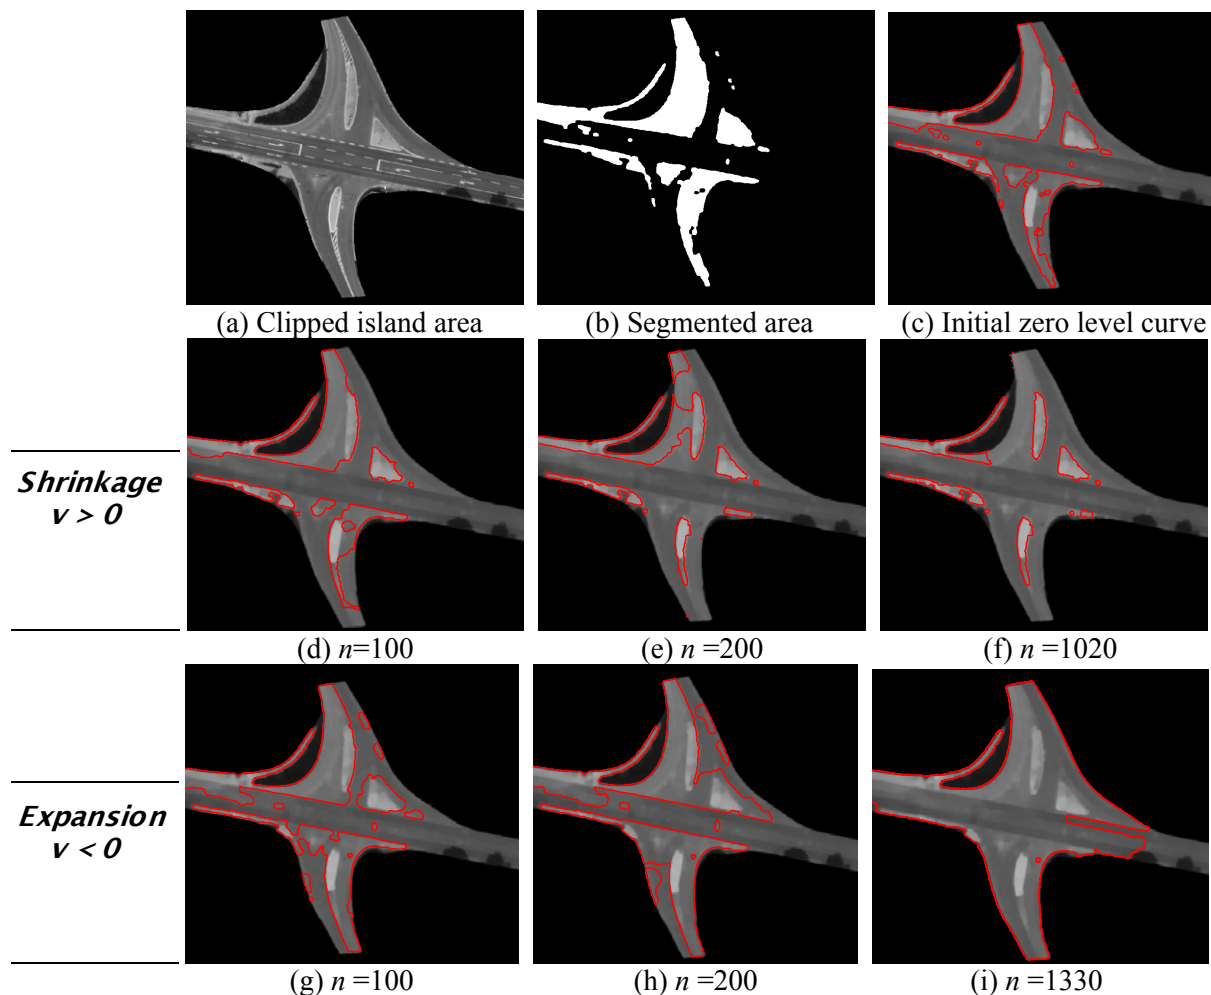 (a) Clipped island area
(b) Segmented area
(c) Initial zero level curve
Shrinkage
v > 0
(d) n=100
(e) n =200
(f) n =1020
Expansion
v < 0
(g) n =100
(h) n =200
(i) n =1330